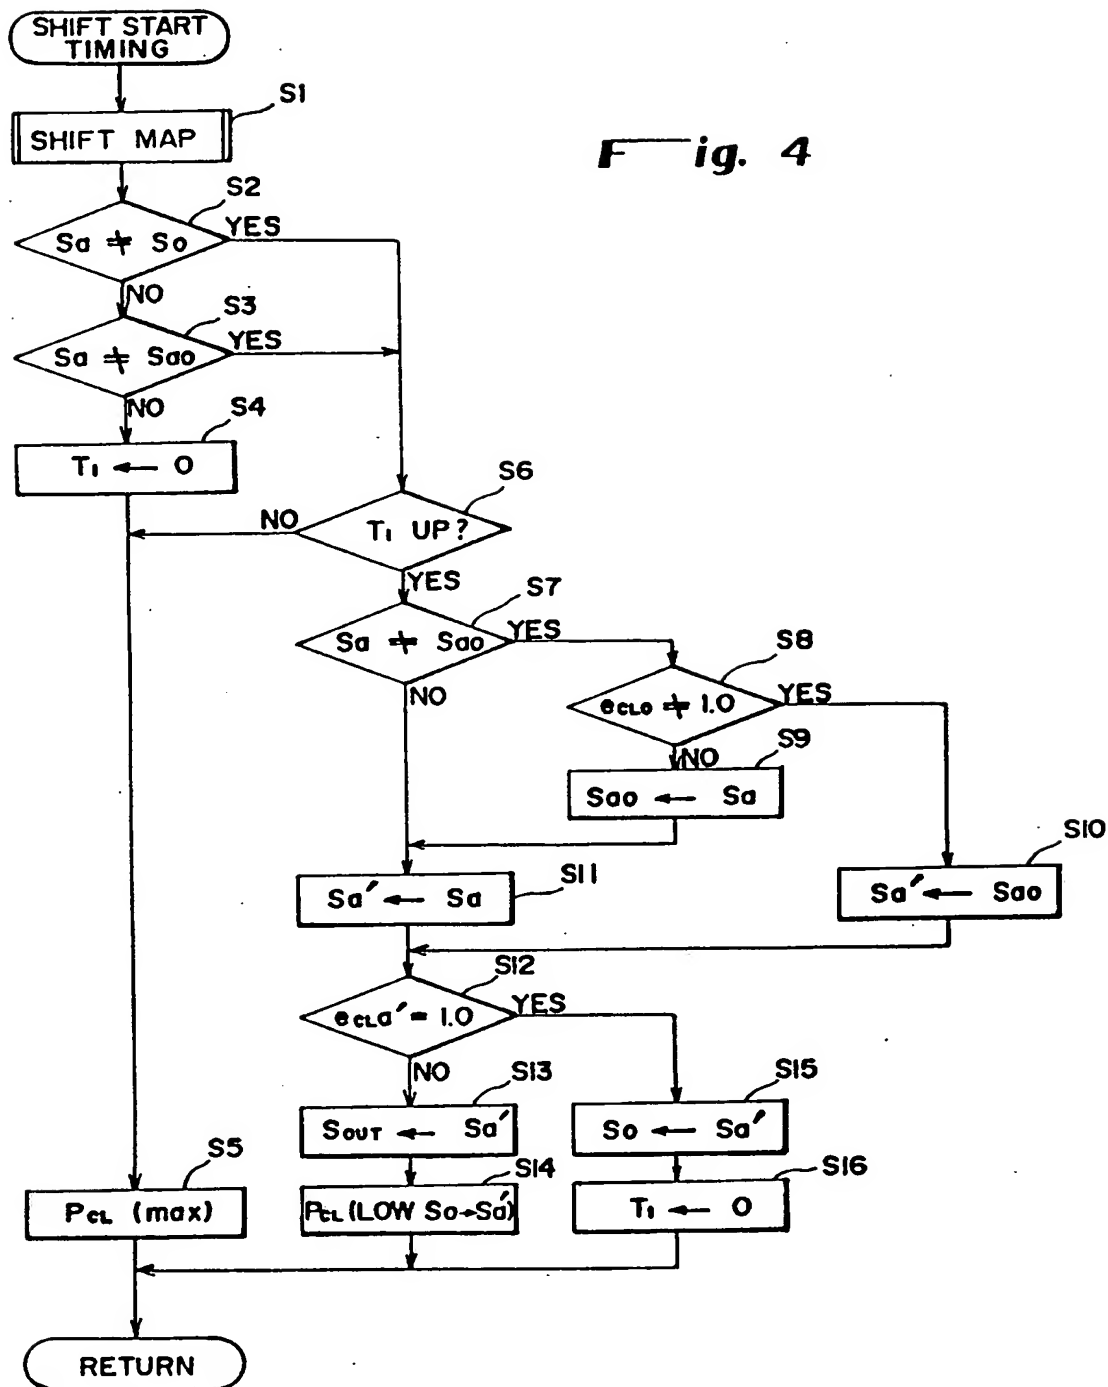 SHIFT START
TIMING
S1
SHIFT MAP
Fig. 4
S2
Sa ≠ So
YES
NO
S3
Sa ≠ Sao
YES
NO
S4
T₁ ← 0
S6
T₁ UP?
NO
YES
S7
Sa ≠ Sao
YES
NO
S8
eCLO ≠ 1.0
YES
NO
S9
Sao ← Sa
S10
Sa' ← Sao
S11
Sa' ← Sa
S12
eCLa' = 1.0
YES
NO
S13
SOUT ← Sa'
S15
So ← Sa'
S5
PCL (max)
S14
PCL (LOW So→Sa')
S16
T₁ ← 0
RETURN